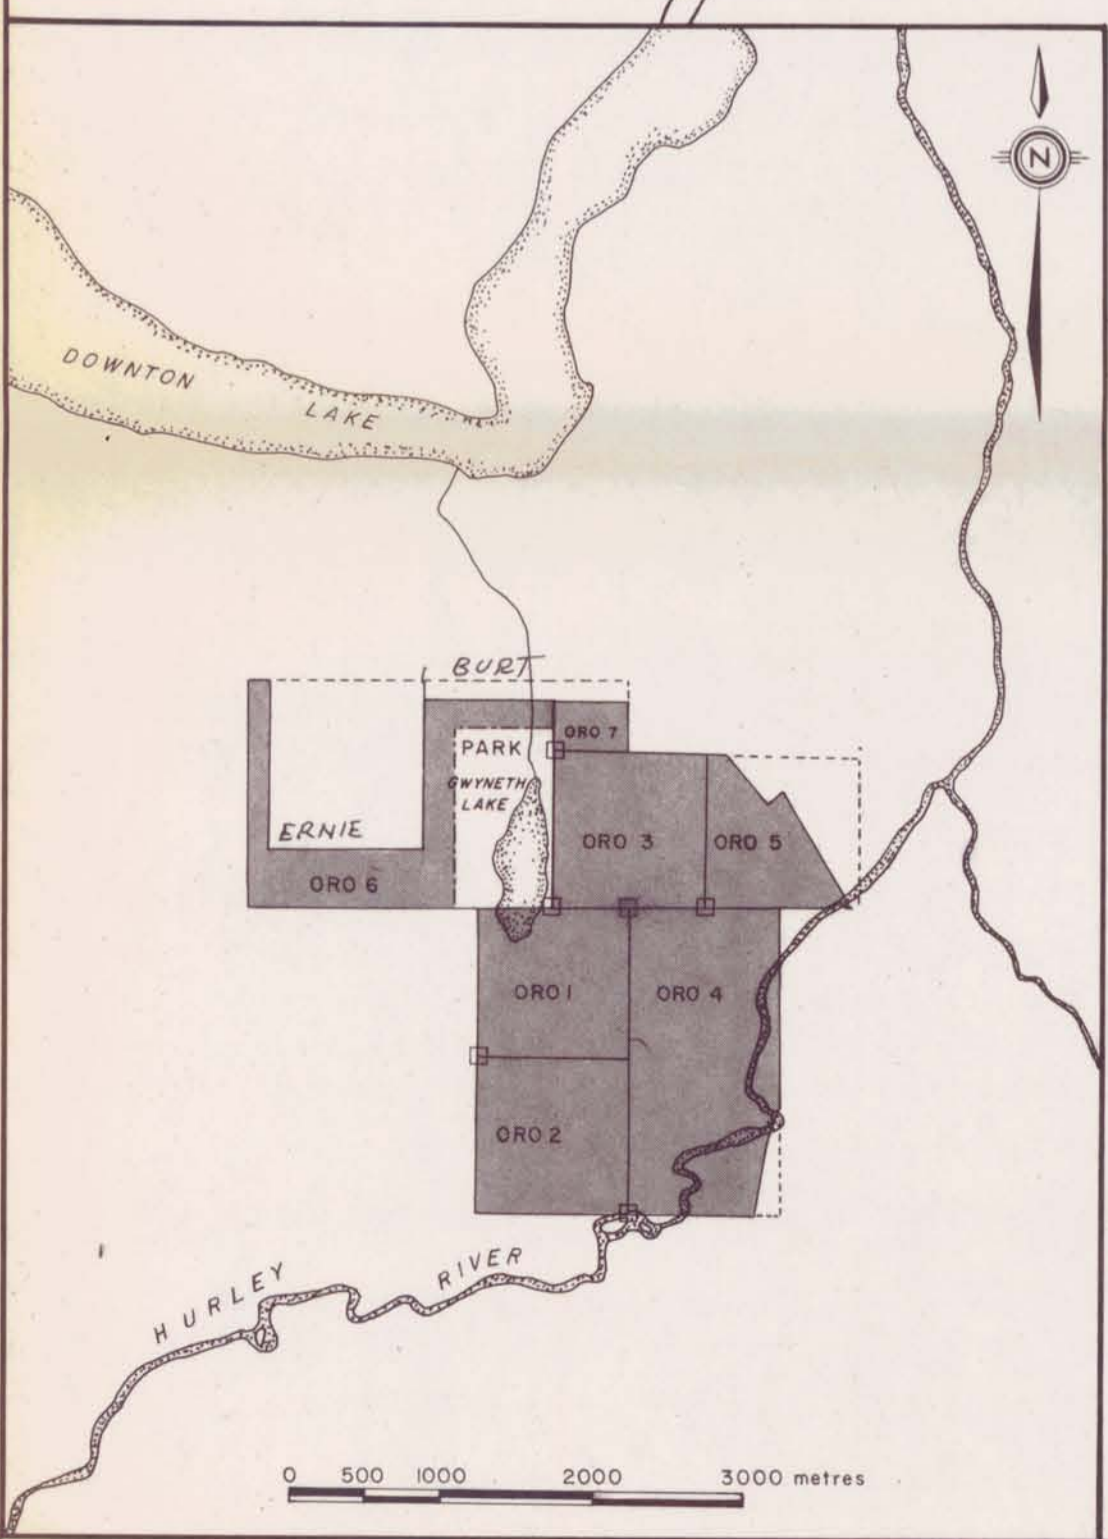 N
DOWNTON
LAKE
BURT
ORO 7
PARK
GWYNETH
LAKE
ERNIE
ORO 3
ORO 5
ORO 6
ORO 1
ORO 4
ORO 2
HURLEY RIVER
0 500 1000 2000 3000 metres